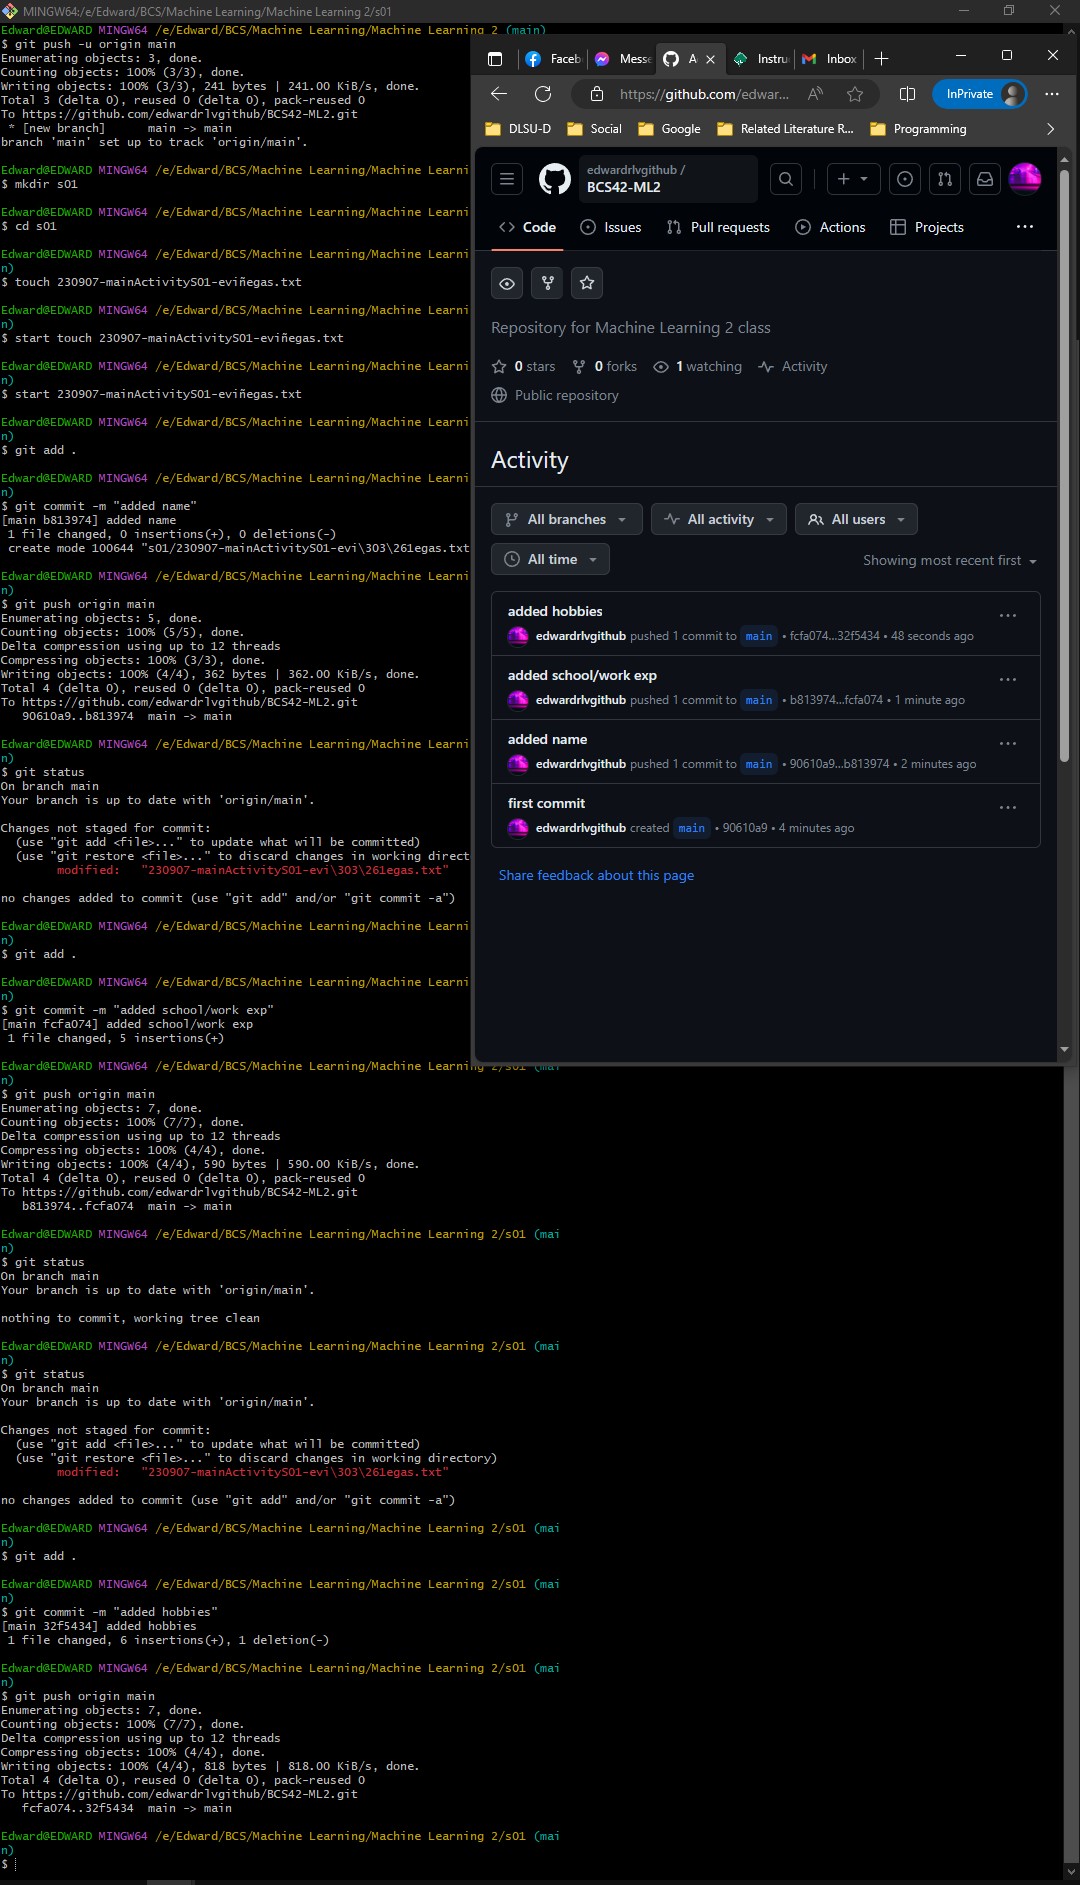 MINGW64:/e/Edward/BCS/Machine Learning/Machine Learning 2/s01
Edward@EDWARD MINGW64 /e/Edward/BCS/Machine Learning/Machine Learning 2 (main)
$ git push -u origin main
Enumerating objects: 3, done.
Counting objects: 100% (3/3), done.
Writing objects: 100% (3/3), 241 bytes | 241.00 KiB/s, done.
Total 3 (delta 0), reused 0 (delta 0), pack-reused 0
To https://github.com/edwardrlvgithub/BCS42-ML2.git
* [new branch]      main -> main
branch 'main' set up to track 'origin/main'.
Edward@EDWARD MINGW64 /e/Edward/BCS/Machine Learning/Machine Learni
$ mkdir s01
Edward@EDWARD MINGW64 /e/Edward/BCS/Machine Learning/Machine Learni
$ cd s01
Edward@EDWARD MINGW64 /e/Edward/BCS/Machine Learning/Machine Learni
n)
$ touch 230907-mainActivityS01-eviñegas.txt
Edward@EDWARD MINGW64 /e/Edward/BCS/Machine Learning/Machine Learni
n)
$ start touch 230907-mainActivityS01-eviñegas.txt
Edward@EDWARD MINGW64 /e/Edward/BCS/Machine Learning/Machine Learni
n)
$ start 230907-mainActivityS01-eviñegas.txt
Edward@EDWARD MINGW64 /e/Edward/BCS/Machine Learning/Machine Learni
n)
$ git add .
Edward@EDWARD MINGW64 /e/Edward/BCS/Machine Learning/Machine Learni
n)
$ git commit -m "added name"
[main b813974] added name
1 file changed, 0 insertions(+), 0 deletions(-)
create mode 100644 "s01/230907-mainActivityS01-evi\303\261egas.txt
Edward@EDWARD MINGW64 /e/Edward/BCS/Machine Learning/Machine Learni
n)
$ git push origin main
Enumerating objects: 5, done.
Counting objects: 100% (5/5), done.
Delta compression using up to 12 threads
Compressing objects: 100% (3/3), done.
Writing objects: 100% (4/4), 362 bytes | 362.00 KiB/s, done.
Total 4 (delta 0), reused 0 (delta 0), pack-reused 0
To https://github.com/edwardrlvgithub/BCS42-ML2.git
90610a9..b813974  main -> main
Edward@EDWARD MINGW64 /e/Edward/BCS/Machine Learning/Machine Learni
n)
$ git status
On branch main
Your branch is up to date with 'origin/main'.
Changes not staged for commit:
(use "git add <file>..." to update what will be committed)
(use "git restore <file>..." to discard changes in working direct
modified:   "230907-mainActivityS01-evi\303\261egas.txt"
no changes added to commit (use "git add" and/or "git commit -a")
Edward@EDWARD MINGW64 /e/Edward/BCS/Machine Learning/Machine Learni
n)
$ git add .
Edward@EDWARD MINGW64 /e/Edward/BCS/Machine Learning/Machine Learni
n)
$ git commit -m "added school/work exp"
[main fcfa074] added school/work exp
1 file changed, 5 insertions(+)
Edward@EDWARD MINGW64 /e/Edward/BCS/Machine Learning/Machine Learning 2/s01 (mai
n)
$ git push origin main
Enumerating objects: 7, done.
Counting objects: 100% (7/7), done.
Delta compression using up to 12 threads
Compressing objects: 100% (4/4), done.
Writing objects: 100% (4/4), 590 bytes | 590.00 KiB/s, done.
Total 4 (delta 0), reused 0 (delta 0), pack-reused 0
To https://github.com/edwardrlvgithub/BCS42-ML2.git
b813974..fcfa074  main -> main
Edward@EDWARD MINGW64 /e/Edward/BCS/Machine Learning/Machine Learning 2/s01 (mai
n)
$ git status
On branch main
Your branch is up to date with 'origin/main'.
nothing to commit, working tree clean
Edward@EDWARD MINGW64 /e/Edward/BCS/Machine Learning/Machine Learning 2/s01 (mai
n)
$ git status
On branch main
Your branch is up to date with 'origin/main'.
Changes not staged for commit:
(use "git add <file>..." to update what will be committed)
(use "git restore <file>..." to discard changes in working directory)
modified:   "230907-mainActivityS01-evi\303\261egas.txt"
no changes added to commit (use "git add" and/or "git commit -a")
Edward@EDWARD MINGW64 /e/Edward/BCS/Machine Learning/Machine Learning 2/s01 (mai
n)
$ git add .
Edward@EDWARD MINGW64 /e/Edward/BCS/Machine Learning/Machine Learning 2/s01 (mai
n)
$ git commit -m "added hobbies"
[main 32f5434] added hobbies
1 file changed, 6 insertions(+), 1 deletion(-)
Edward@EDWARD MINGW64 /e/Edward/BCS/Machine Learning/Machine Learning 2/s01 (mai
n)
$ git push origin main
Enumerating objects: 7, done.
Counting objects: 100% (7/7), done.
Delta compression using up to 12 threads
Compressing objects: 100% (4/4), done.
Writing objects: 100% (4/4), 818 bytes | 818.00 KiB/s, done.
Total 4 (delta 0), reused 0 (delta 0), pack-reused 0
To https://github.com/edwardrlvgithub/BCS42-ML2.git
fcfa074..32f5434  main -> main
Edward@EDWARD MINGW64 /e/Edward/BCS/Machine Learning/Machine Learning 2/s01 (mai
n)
$
Faceb Messe A Instru Inbox
https://github.com/edwar... InPrivate
DLSU-D Social Google Related Literature R... Programming
edwardrlvgithub /
BCS42-ML2
Code Issues Pull requests Actions Projects
Repository for Machine Learning 2 class
0 stars 0 forks 1 watching Activity
Public repository
Activity
All branches All activity All users
All time Showing most recent first
added hobbies
edwardrlvgithub pushed 1 commit to main • fcfa074...32f5434 • 48 seconds ago
added school/work exp
edwardrlvgithub pushed 1 commit to main • b813974...fcfa074 • 1 minute ago
added name
edwardrlvgithub pushed 1 commit to main • 90610a9...b813974 • 2 minutes ago
first commit
edwardrlvgithub created main • 90610a9 • 4 minutes ago
Share feedback about this page